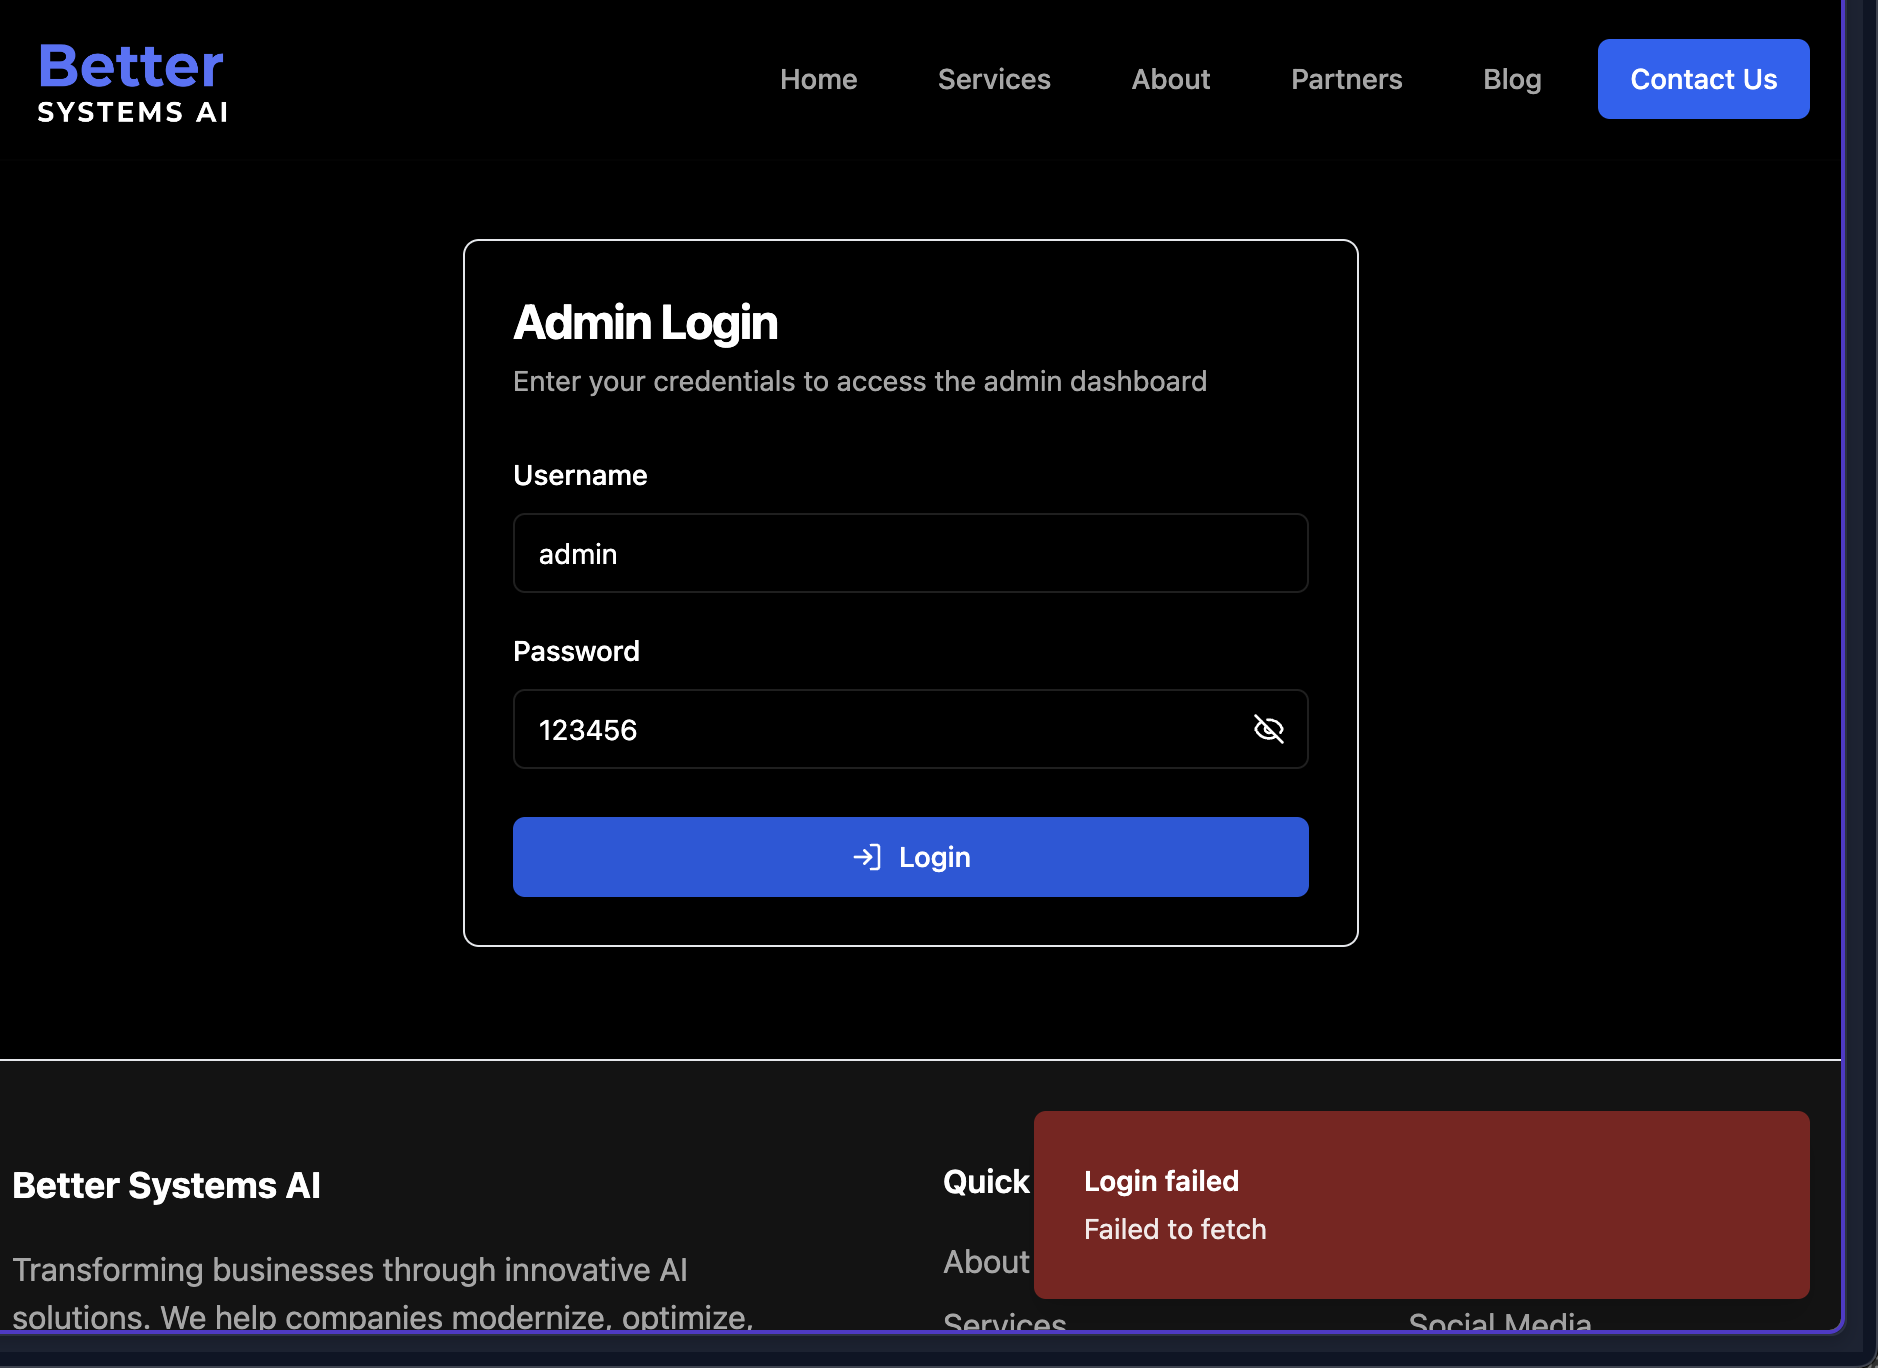 Better
SYSTEMS AI
Home
Services
About
Partners
Blog
Contact Us
Admin Login
Enter your credentials to access the admin dashboard
Username
admin
Password
123456
Login
Better Systems AI
Transforming businesses through innovative AI
solutions. We help companies modernize, optimize,
Quick
About
Services
Social Media
Login failed
Failed to fetch